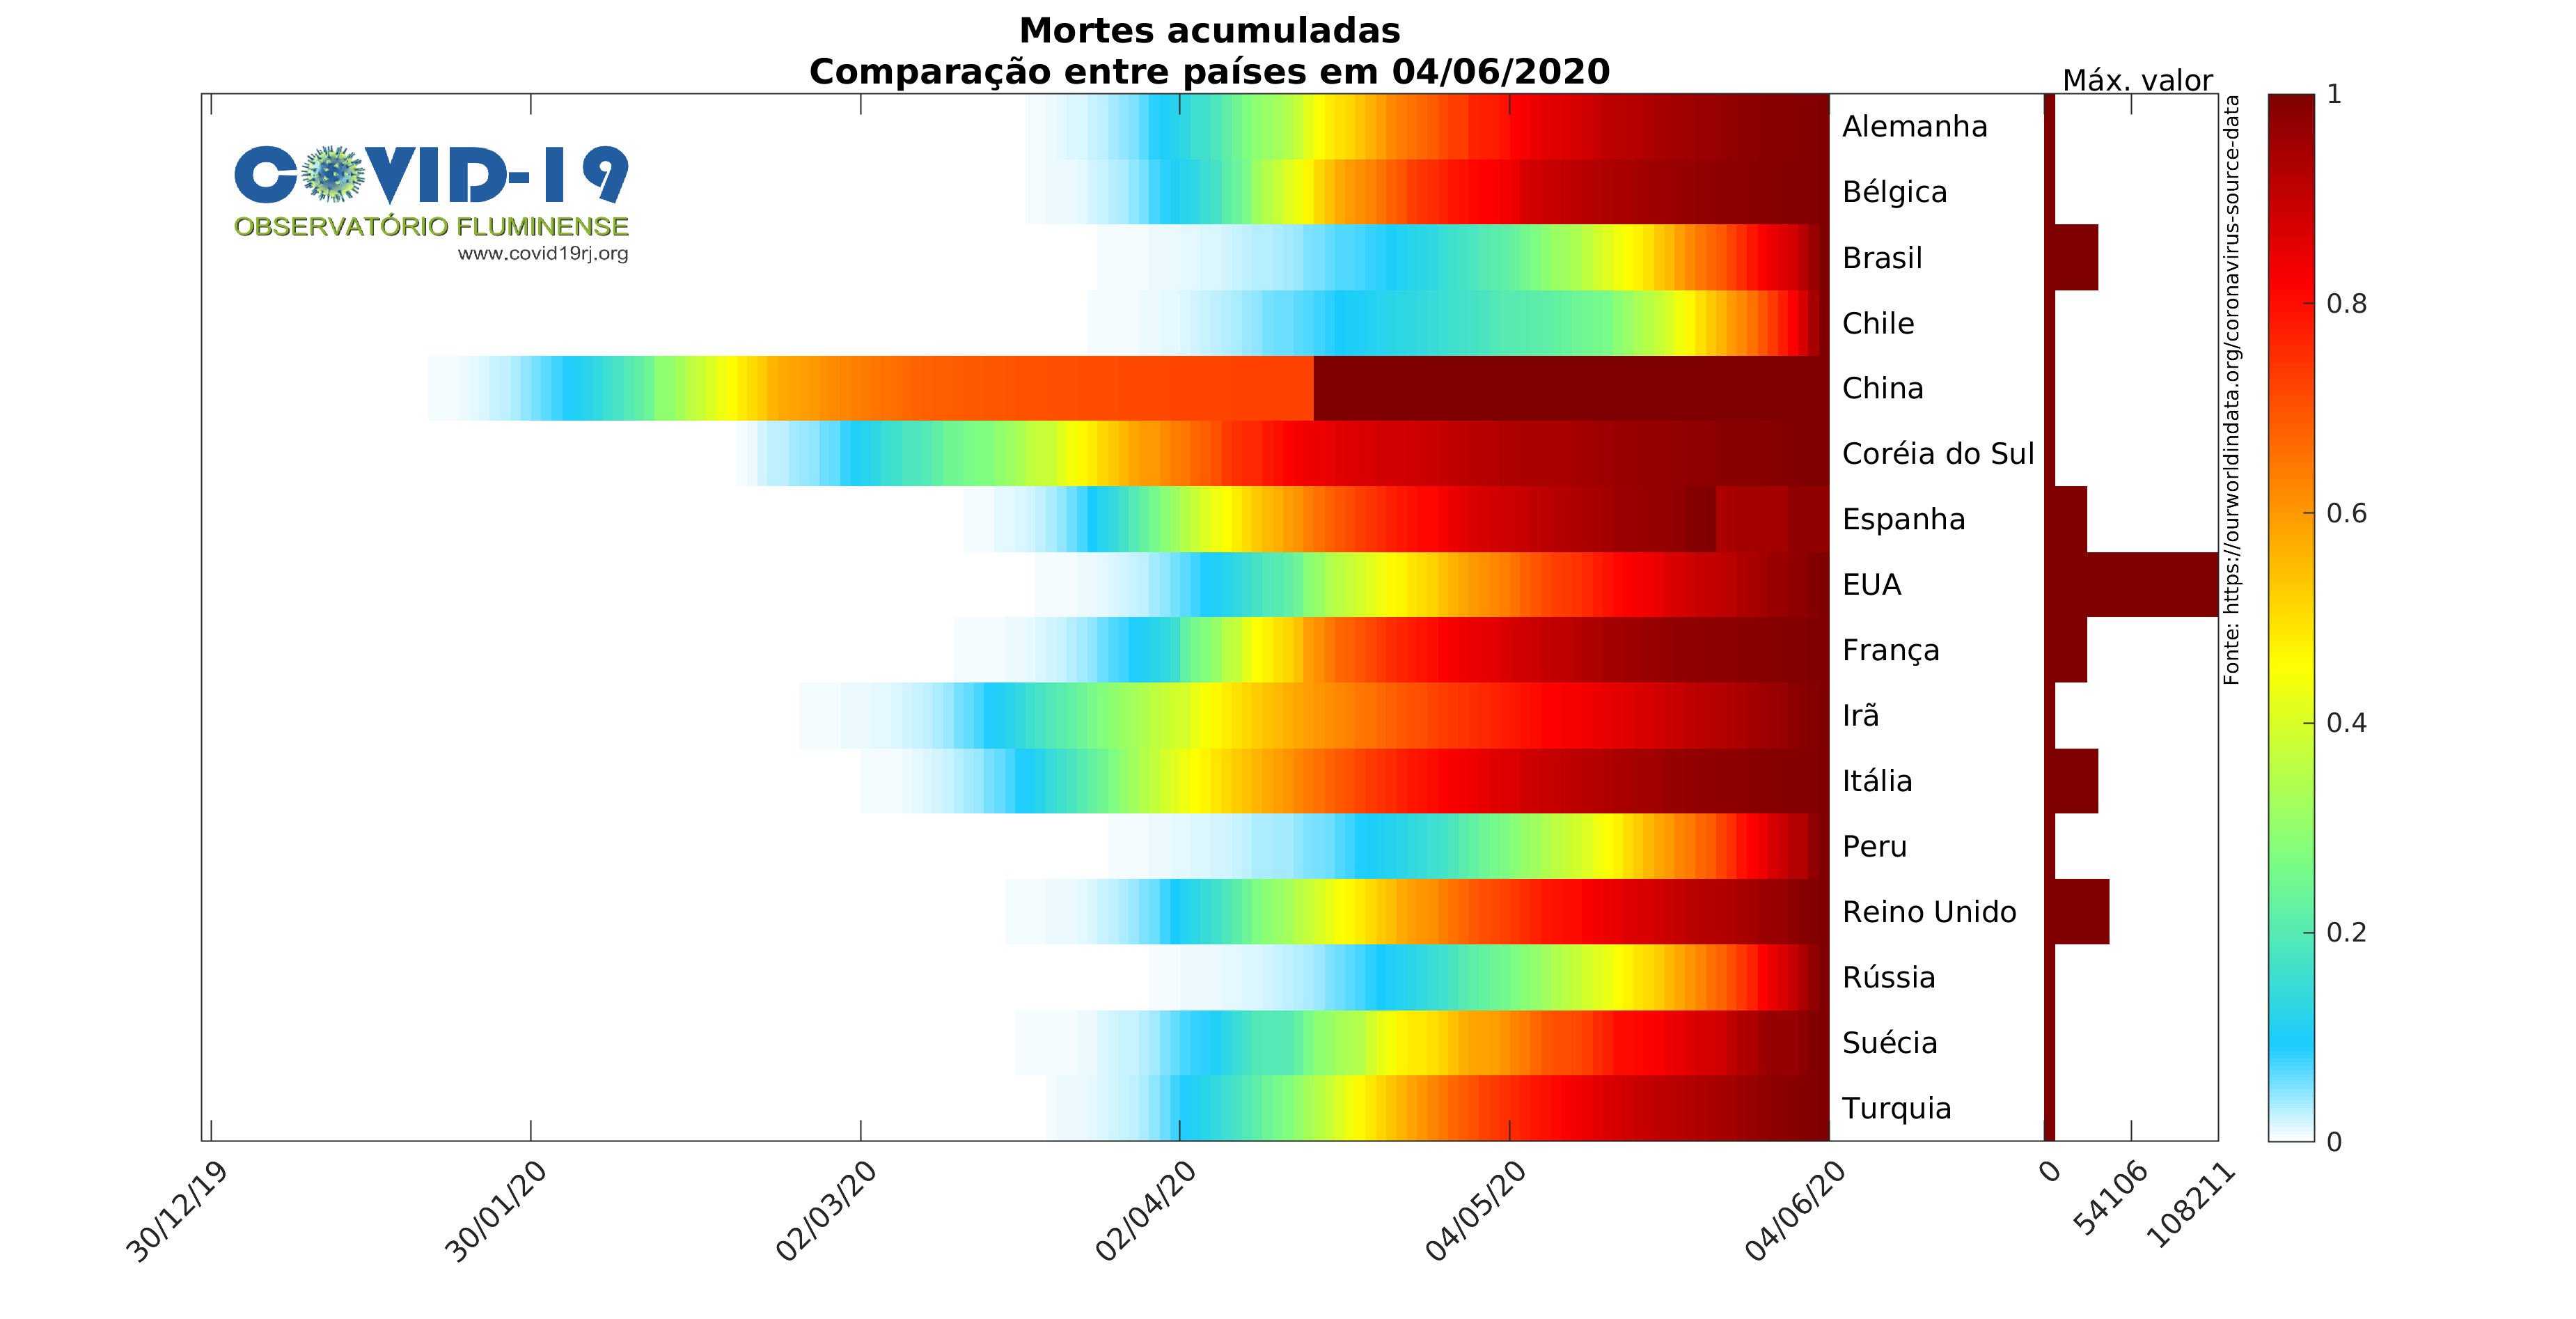 Mortes acumuladas
Comparação entre países em 04/06/2020
Máx. valor
COVID-19
OBSERVATÓRIO FLUMINENSE
www.covid19rj.org
Alemanha
Bélgica
Brasil
Chile
China
Coréia do Sul
Espanha
EUA
França
Irã
Itália
Peru
Reino Unido
Rússia
Suécia
Turquia
Fonte: https://ourworldindata.org/coronavirus-source-data
1
0.8
0.6
0.4
0.2
0
30/12/19
30/01/20
02/03/20
02/04/20
04/05/20
04/06/20
0
54106
108211